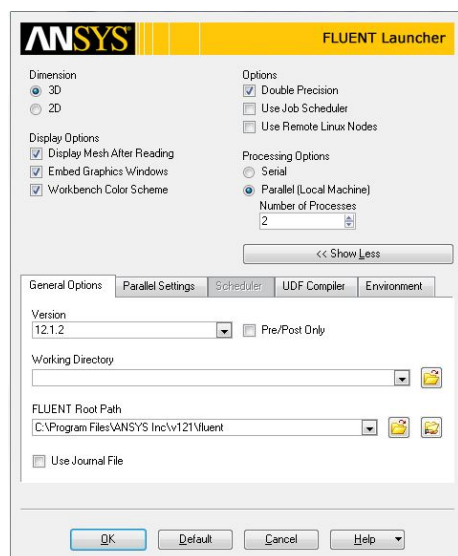 ANSYS
FLUENT Launcher
Dimension
3D
2D
Display Options
Display Mesh After Reading
Embed Graphics Windows
Workbench Color Scheme
Options
Double Precision
Use Job Scheduler
Use Remote Linux Nodes
Processing Options
Serial
Parallel (Local Machine)
Number of Processes
2
<< Show Less
General Options Parallel Settings Scheduler UDF Compiler Environment
Version
12.1.2 Pre/Post Only
Working Directory
FLUENT Root Path
C:\Program Files\ANSYS Inc\v121\fluent
Use Journal File
OK Default Cancel Help